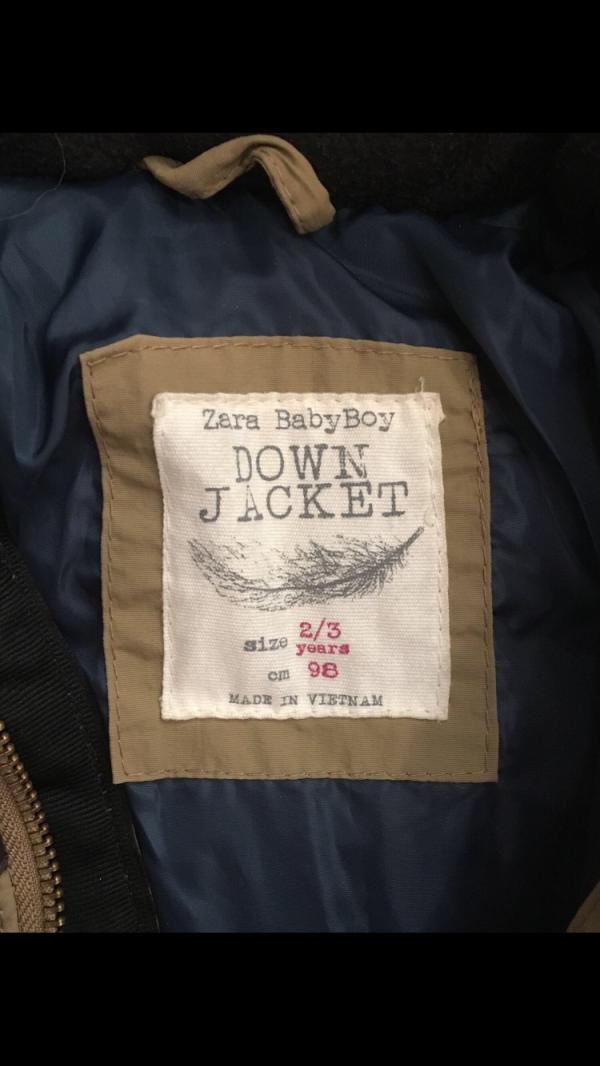 Zara BabyBoy
DOWN
JACKET
size 2/3 years
cm 98
MADE IN VIETNAM